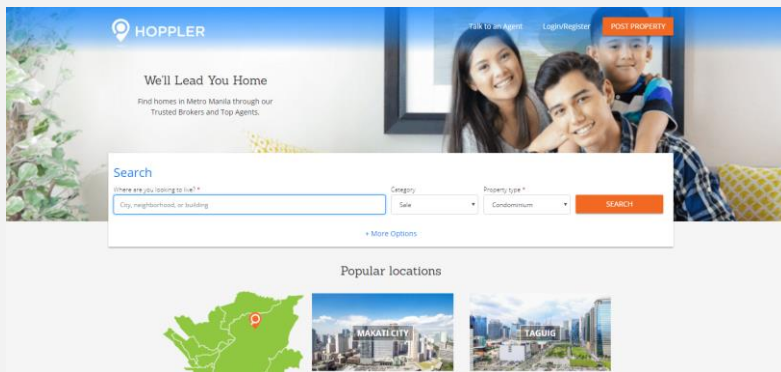 HOPPLER
Talk to an Agent
Login/Register
POST PROPERTY
We'll Lead You Home
Find homes in Metro Manila through our
Trusted Brokers and Top Agents.
Search
Where are you looking to live? *
Category
Property type *
City, neighborhood, or building
Sale
Condominium
SEARCH
+ More Options
Popular locations
MAKATI CITY
TAGUIG